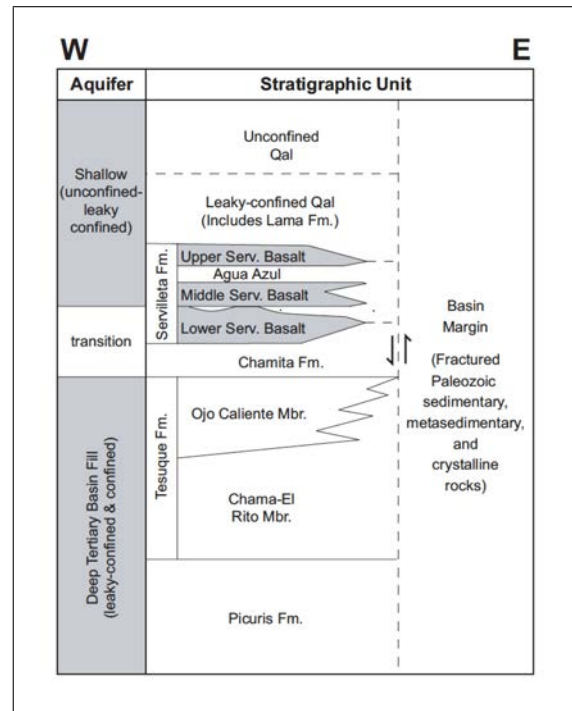 W
E
Aquifer
Stratigraphic Unit
Shallow
(unconfined-
leaky
confined)
transition
Deep Tertiary Basin Fill
(leaky-confined & confined)
Unconfined
Qal
Leaky-confined Qal
(Includes Lama Fm.)
Servilleta Fm.
Upper Serv. Basalt
Agua Azul
Middle Serv. Basalt
Lower Serv. Basalt
Chamita Fm.
Tesuque Fm.
Ojo Caliente Mbr.
Chama-El
Rito Mbr.
Picuris Fm.
Basin
Margin
(Fractured
Paleozoic
sedimentary,
metasedimentary,
and
crystalline
rocks)